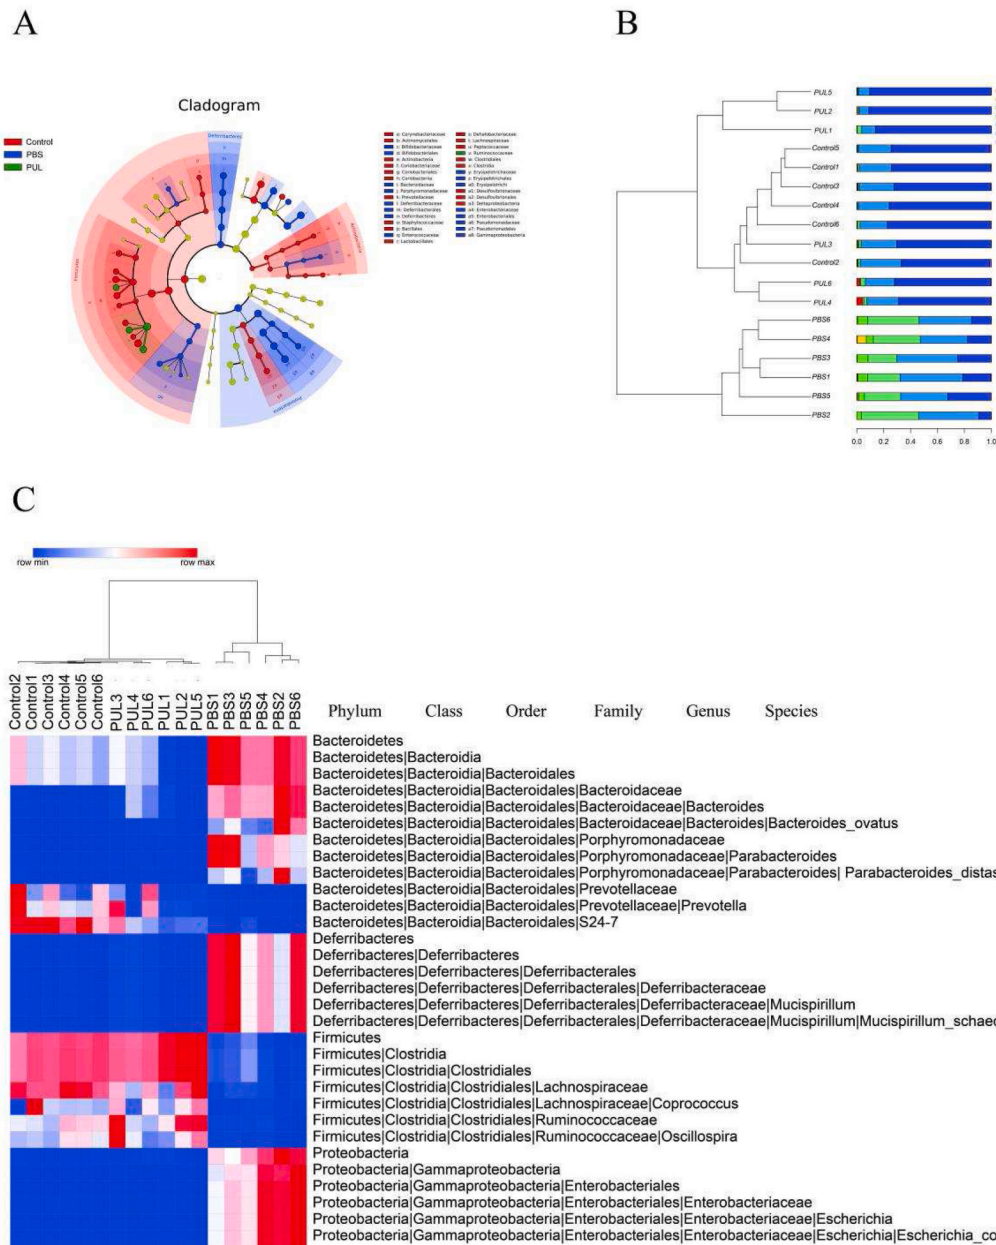 A
B
Cladogram
Control
PBS
PUL
Deferribacteres
Firmicutes
Actinobacteria
Proteobacteria
PUL5
PUL2
PUL1
Control5
Control1
Control3
Control4
Control6
PUL3
Control2
PUL6
PUL4
PBS6
PBS4
PBS3
PBS1
PBS5
PBS2
0.0 0.2 0.4 0.6 0.8 1.0
C
row min row max
Control2 Control1 Control3 Control4 Control5 Control6 PUL3 PUL4 PUL6 PUL1 PUL2 PUL5 PBS1 PBS3 PBS5 PBS4 PBS2 PBS6
Phylum Class Order Family Genus Species
Bacteroidetes
Bacteroidetes|Bacteroidia
Bacteroidetes|Bacteroidia|Bacteroidales
Bacteroidetes|Bacteroidia|Bacteroidales|Bacteroidaceae
Bacteroidetes|Bacteroidia|Bacteroidales|Bacteroidaceae|Bacteroides
Bacteroidetes|Bacteroidia|Bacteroidales|Bacteroidaceae|Bacteroides|Bacteroides_ovatus
Bacteroidetes|Bacteroidia|Bacteroidales|Porphyromonadaceae
Bacteroidetes|Bacteroidia|Bacteroidales|Porphyromonadaceae|Parabacteroides
Bacteroidetes|Bacteroidia|Bacteroidales|Porphyromonadaceae|Parabacteroides| Parabacteroides_distas
Bacteroidetes|Bacteroidia|Bacteroidales|Prevotellaceae
Bacteroidetes|Bacteroidia|Bacteroidales|Prevotellaceae|Prevotella
Bacteroidetes|Bacteroidia|Bacteroidales|S24-7
Deferribacteres
Deferribacteres|Deferribacteres
Deferribacteres|Deferribacteres|Deferribacterales
Deferribacteres|Deferribacteres|Deferribacterales|Deferribacteraceae
Deferribacteres|Deferribacteres|Deferribacterales|Deferribacteraceae|Mucispirillum
Deferribacteres|Deferribacteres|Deferribacterales|Deferribacteraceae|Mucispirillum|Mucispirillum_schaed
Firmicutes
Firmicutes|Clostridia
Firmicutes|Clostridia|Clostridiales
Firmicutes|Clostridia|Clostridiales|Lachnospiraceae
Firmicutes|Clostridia|Clostridiales|Lachnospiraceae|Coprococcus
Firmicutes|Clostridia|Clostridiales|Ruminococcaceae
Firmicutes|Clostridia|Clostridiales|Ruminococcaceae|Oscillospira
Proteobacteria
Proteobacteria|Gammaproteobacteria
Proteobacteria|Gammaproteobacteria|Enterobacteriales
Proteobacteria|Gammaproteobacteria|Enterobacteriales|Enterobacteriaceae
Proteobacteria|Gammaproteobacteria|Enterobacteriales|Enterobacteriaceae|Escherichia
Proteobacteria|Gammaproteobacteria|Enterobacteriales|Enterobacteriaceae|Escherichia|Escherichia_co